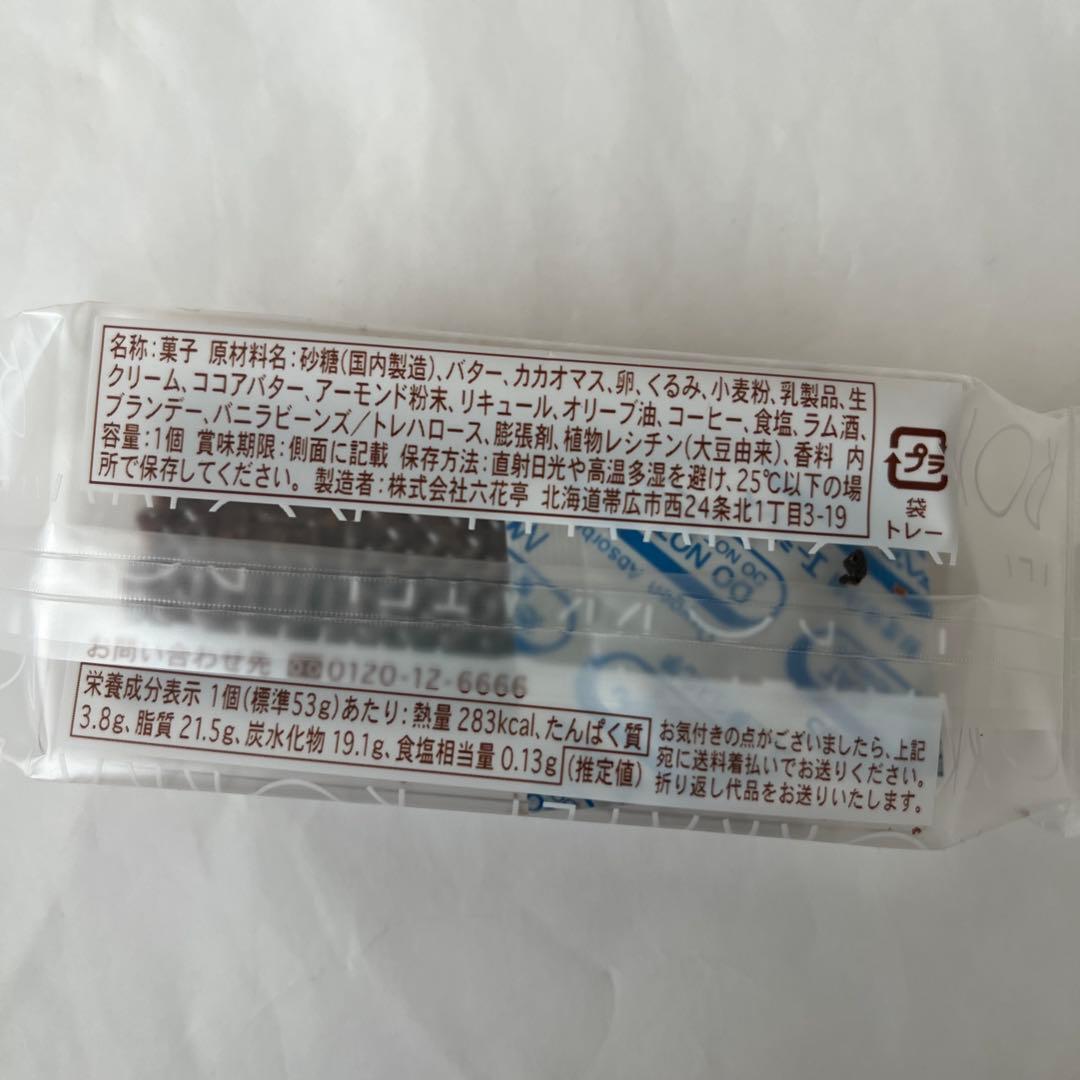 名称:菓子 原材料名:砂糖(国内製造)、バター、カカオマス、卵、くるみ、小麦粉、乳製品、生
クリーム、ココアバター、アーモンド粉末、リキュール、オリーブ油、コーヒー、食塩、ラム酒、
ブランデー、バニラビーンズ/トレハロース、膨張剤、植物レシチン(大豆由来)、香料 内
容量:1個 賞味期限:側面に記載 保存方法:直射日光や高温多湿を避け、25℃以下の場
所で保存してください。 製造者:株式会社六花亭 北海道帯広市西24条北1丁目3-19
プラ
袋
トレー
DO NO
お問い合わせ先 0120-12-6666
栄養成分表示 1個(標準53g)あたり:熱量 283kcal、たんぱく質
3.8g、脂質 21.5g、炭水化物 19.1g、食塩相当量 0.13g (推定値)
お気付きの点がございましたら、上記
宛に送料着払いでお送りください。
折り返し代品をお送りいたします。